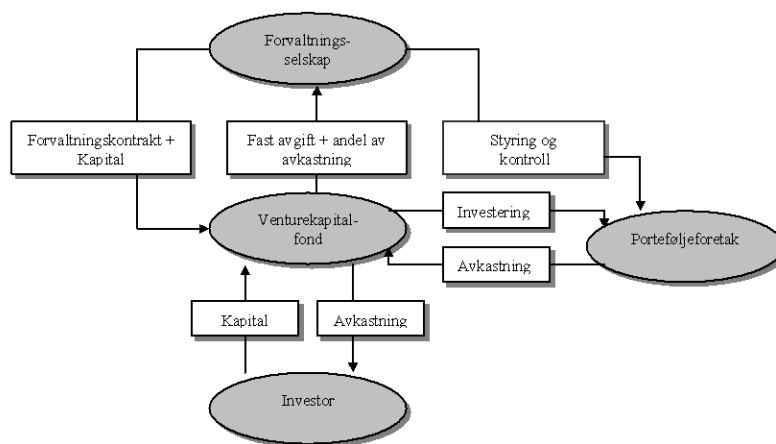 Forvaltnings-
selskap
Forvaltningskontrakt +
Kapital
Fast avgift + andel av
avkastning
Styring og
kontroll
Venturekapital-
fond
Investering
Porteføljeforetak
Avkastning
Kapital
Avkastning
Investor